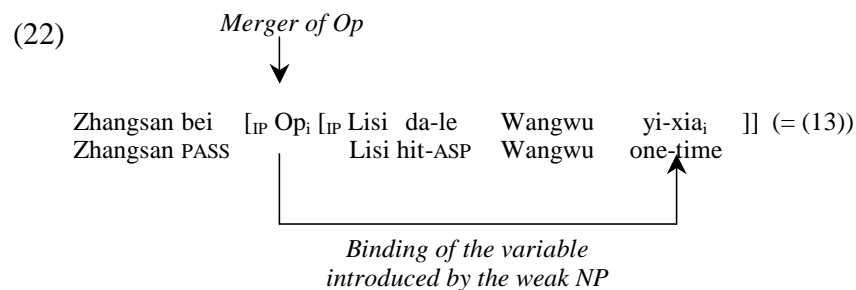 (22) Merger of Op
Zhangsan bei [IP Opi [IP Lisi da-le Wangwu yi-xiai ]] (= (13))
Zhangsan PASS Lisi hit-ASP Wangwu one-time
Binding of the variable
introduced by the weak NP